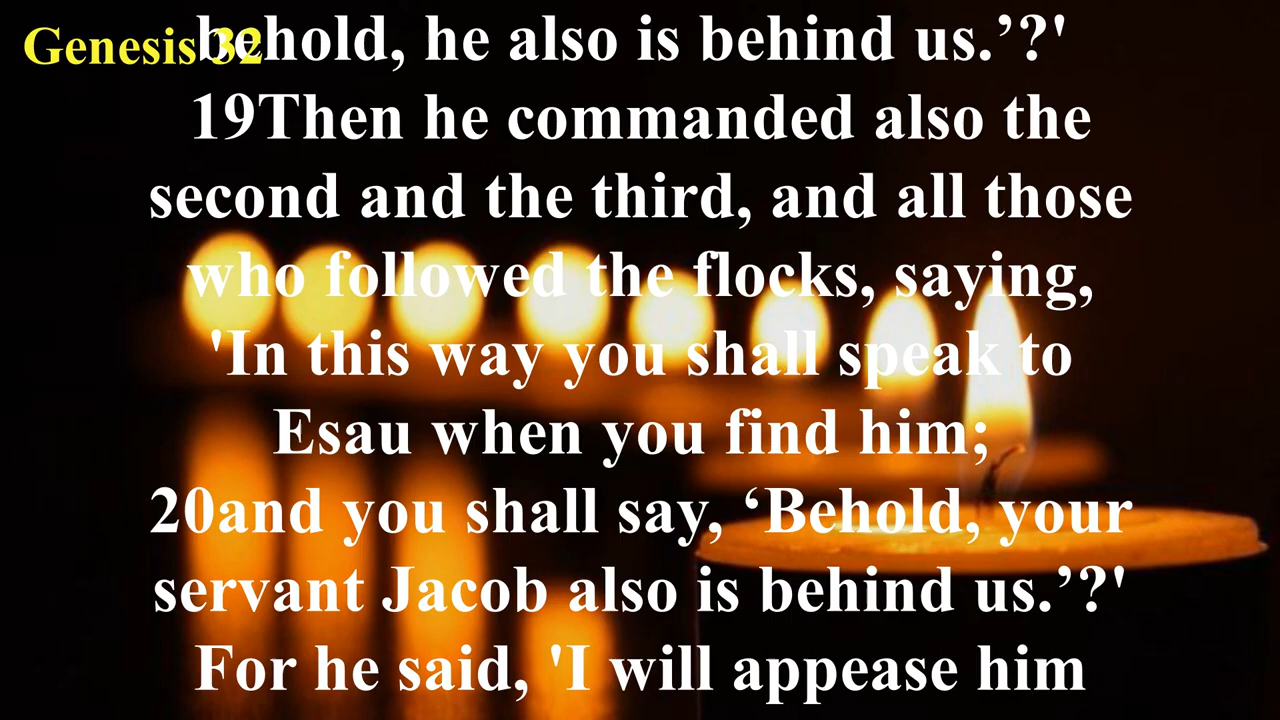 Genesis 32
behold, he also is behind us.’?'
19Then he commanded also the
second and the third, and all those
who followed the flocks, saying,
'In this way you shall speak to
Esau when you find him;
20and you shall say, ‘Behold, your
servant Jacob also is behind us.’?'
For he said, 'I will appease him